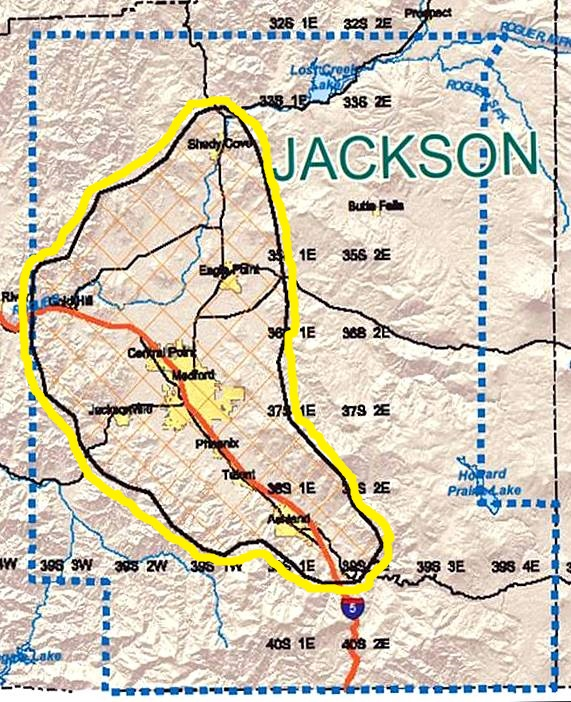 32S 1E 32S 2E Prospect
ROGUE R
Lost Creek
Lake
ROGUE
33S 1E 33S 2E
Shady Cove
JACKSON
Butte Falls
1E 35S 2E
Eagle Point
Gold Hill
36S 1E 36S 2E
Central Point
Medford
Jacksonville
37S 1E 37S 2E
Phoenix
Talent
38S 1E 38S 2E
Howard
Prairie Lake
Ashland
4W 39S 3W 39S 2W 39S 1W 1E 39S 2E 39S 3E 39S 4E
5
40S 1E 40S 2E
Lake